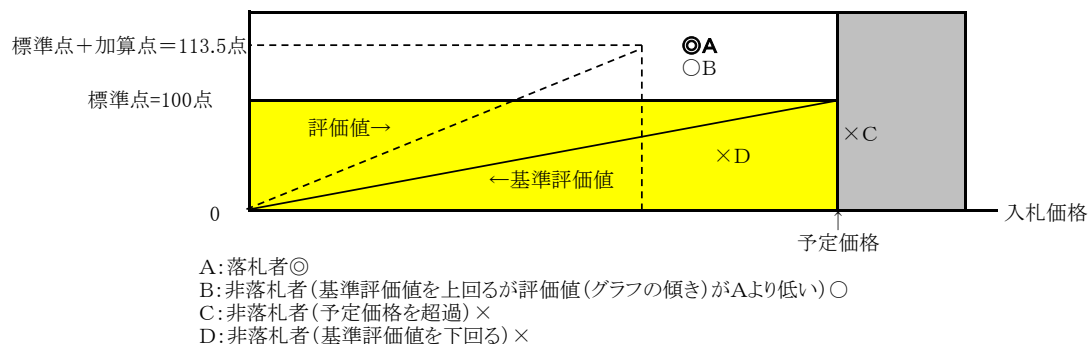 標準点+加算点=113.5点
◎A
○B
標準点=100点
評価値→
×C
×D
←基準評価値
0
入札価格
↑
予定価格
A:落札者◎
B:非落札者(基準評価値を上回るが評価値(グラフの傾き)がAより低い)○
C:非落札者(予定価格を超過)×
D:非落札者(基準評価値を下回る)×